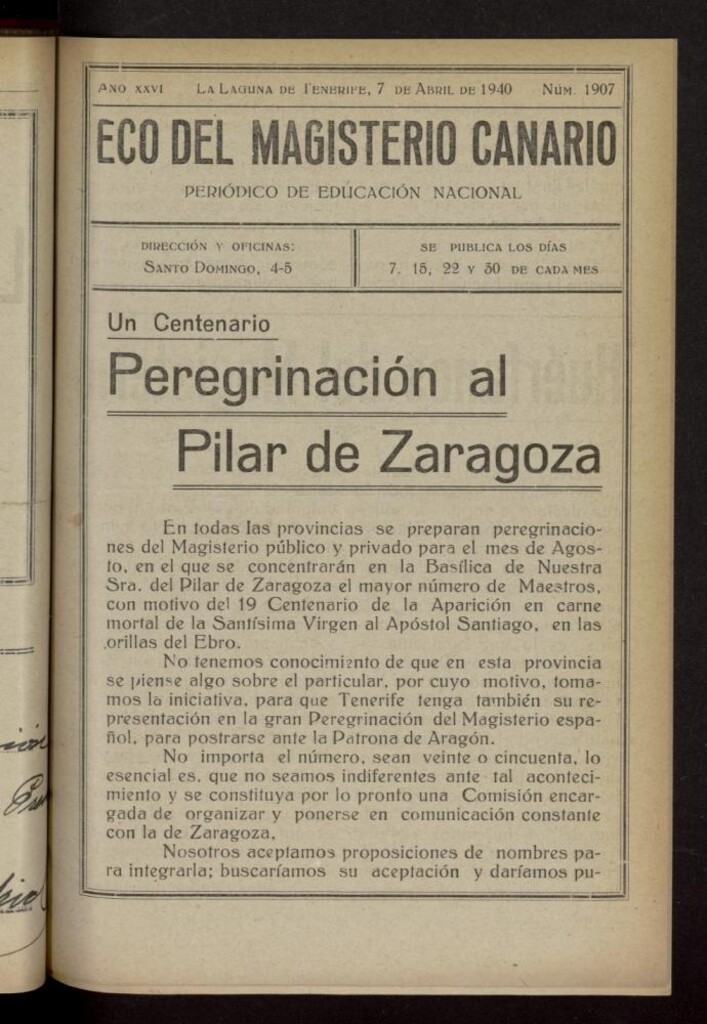 AÑO XXVI LA LAGUNA DE TENERIFE, 7 DE ABRIL DE 1940 NÚM. 1907
ECO DEL MAGISTERIO CANARIO
PERIÓDICO DE EDUCACIÓN NACIONAL
DIRECCIÓN Y OFICINAS:
SANTO DOMINGO, 4-5
SE PUBLICA LOS DÍAS
7, 15, 22 Y 30 DE CADA MES
Un Centenario
Peregrinación al
Pilar de Zaragoza
En todas las provincias se preparan peregrinacio-
nes del Magisterio público y privado para el mes de Agos-
to, en el que se concentrarán en la Basílica de Nuestra
Sra. del Pilar de Zaragoza el mayor número de Maestros,
con motivo del 19 Centenario de la Aparición en carne
mortal de la Santísima Virgen al Apóstol Santiago, en las
orillas del Ebro.
No tenemos conocimiento de que en esta provincia
se piense algo sobre el particular, por cuyo motivo, toma-
mos la iniciativa, para que Tenerife tenga también su re-
presentación en la gran Peregrinación del Magisterio espa-
ñol, para postrarse ante la Patrona de Aragón.
No importa el número, sean veinte o cincuenta, lo
esencial es, que no seamos indiferentes ante tal aconteci-
miento y se constituya por lo pronto una Comisión encar-
gada de organizar y ponerse en comunicación constante
con la de Zaragoza.
Nosotros aceptamos proposiciones de nombres pa-
ra integrarla; buscaríamos su aceptación y daríamos pu-